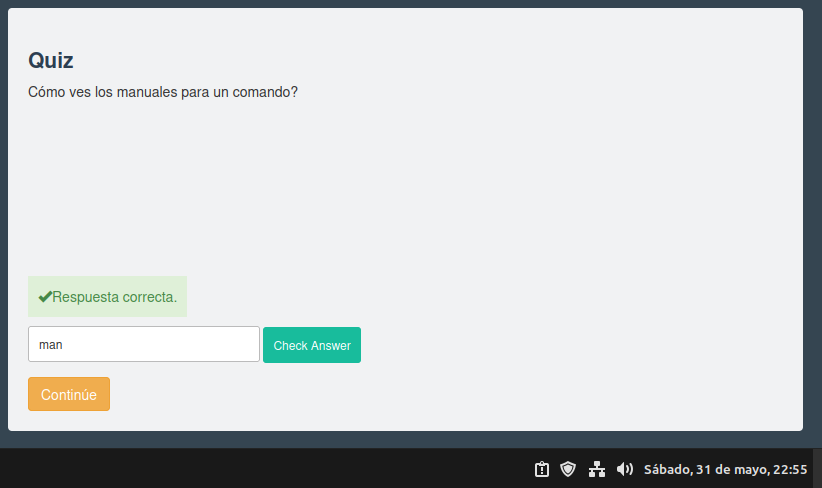 Quiz
Cómo ves los manuales para un comando?
Respuesta correcta.
man
Check Answer
Continúe
Sábado, 31 de mayo, 22:55